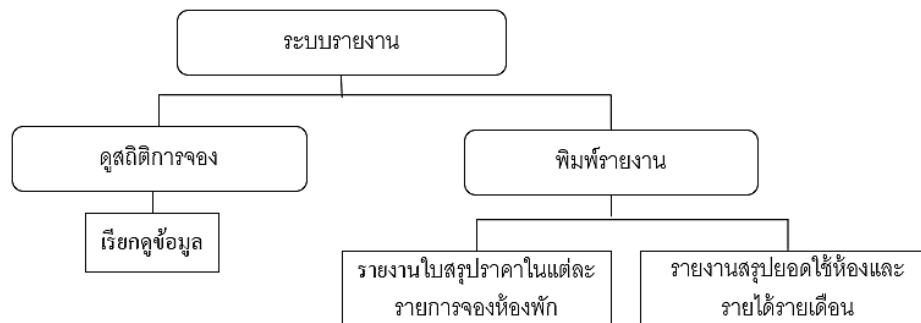 ระบบรายงาน
ดูสถิติการจอง
พิมพ์รายงาน
เรียกดูข้อมูล
รายงานใบสรุปราคาในแต่ละ
รายการจองห้องพัก
รายงานสรุปยอดใช้ห้องและ
รายได้รายเดือน